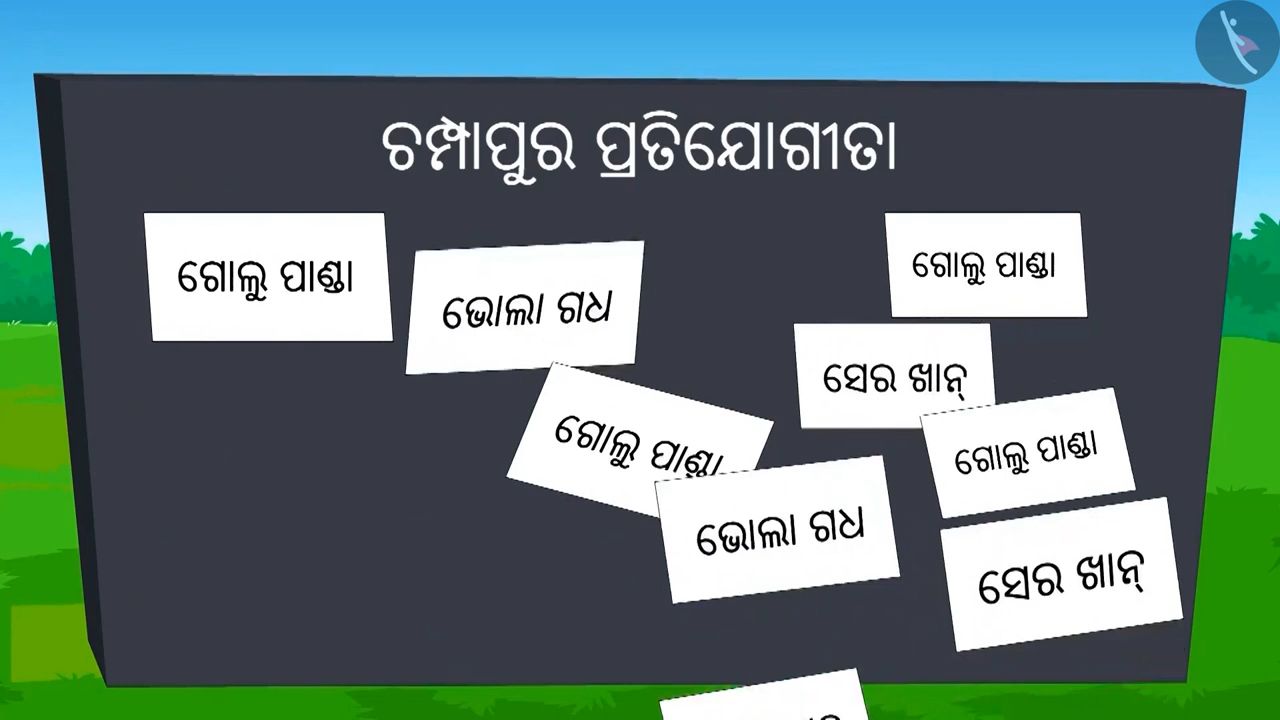 ଚମ୍ପାପୁର ପ୍ରତିଯୋଗୀତା
ଗୋଲୁ ପାଣ୍ଡା
ଭୋଲା ଗଧ
ଗୋଲୁ ପାଣ୍ଡା
ସେର ଖାନ୍
ଗୋଲୁ ପାଣ୍ଡା
ଗୋଲୁ ପାଣ୍ଡା
ଭୋଲା ଗଧ
ସେର ଖାନ୍